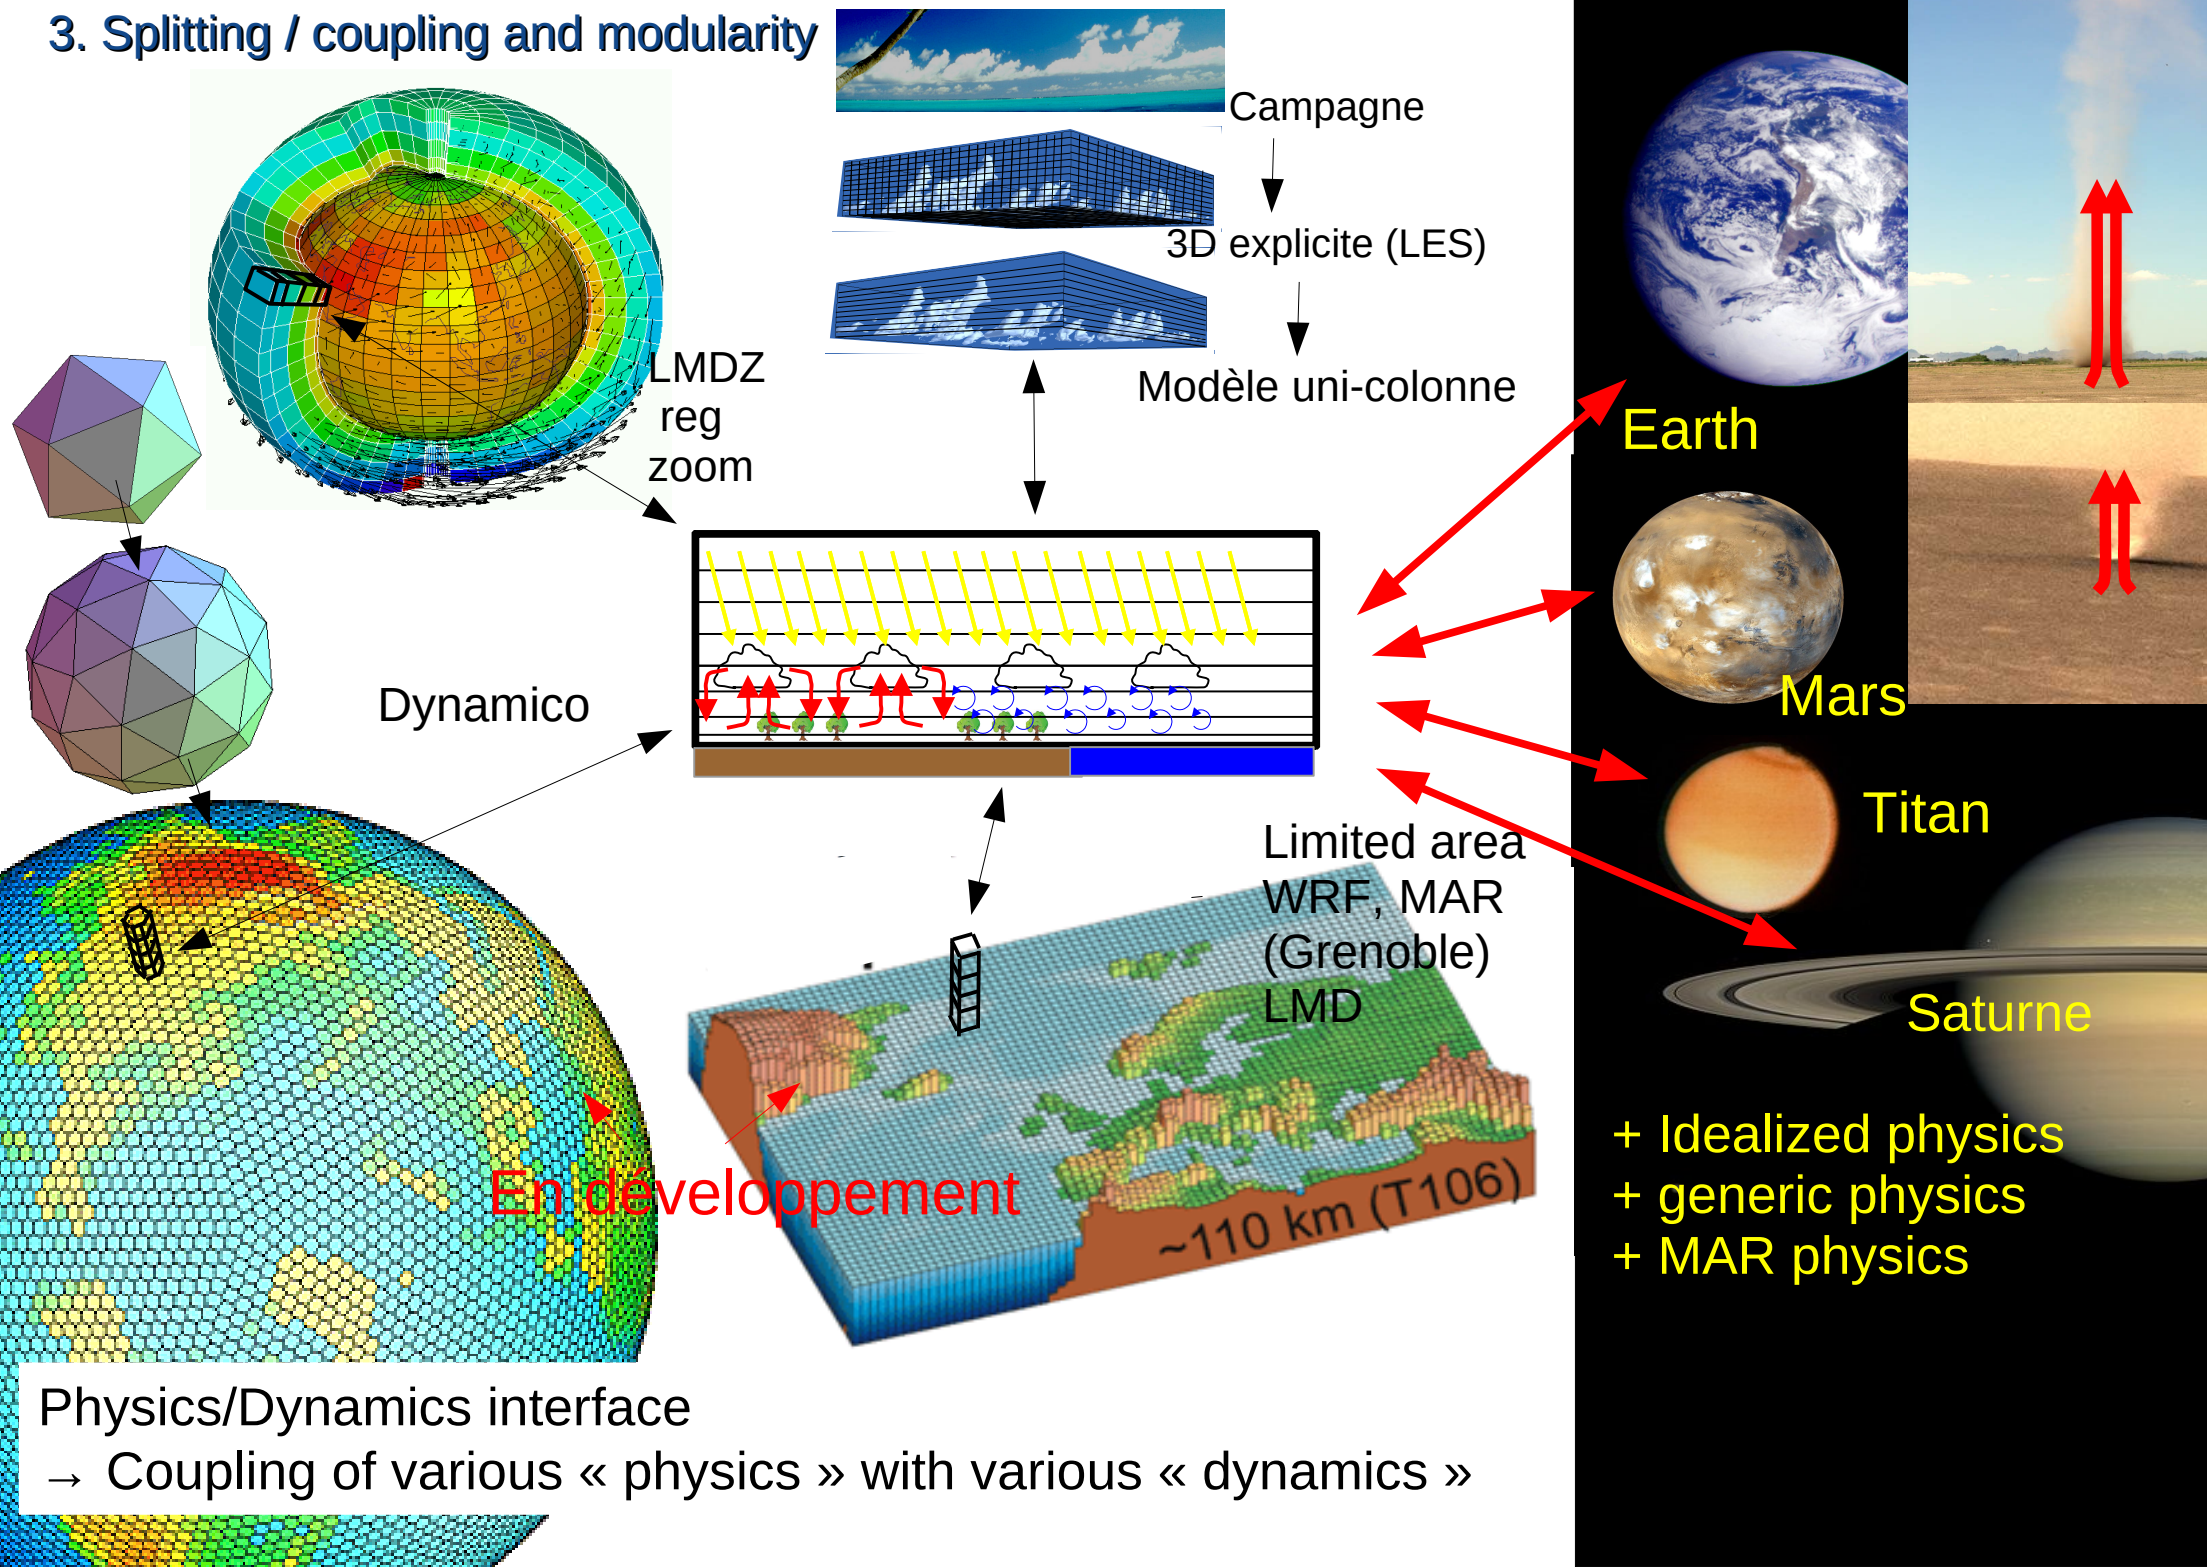 3. Splitting / coupling and modularity
Campagne
3D explicite (LES)
Modèle uni-colonne
LMDZ
reg
zoom
Dynamico
Limited area
WRF, MAR
(Grenoble)
LMD
En développement
~110 km (T106)
Earth
Mars
Titan
Saturne
+ Idealized physics
+ generic physics
+ MAR physics
Physics/Dynamics interface
→ Coupling of various « physics » with various « dynamics »